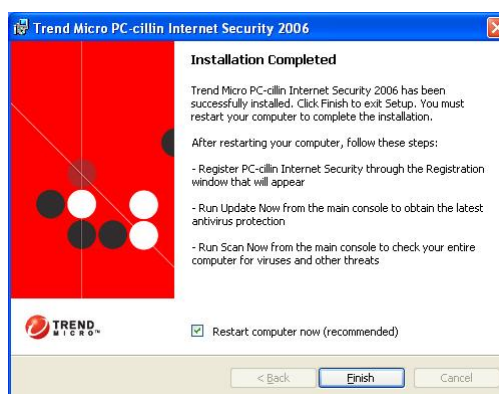 Trend Micro PC-cillin Internet Security 2006
Installation Completed
Trend Micro PC-cillin Internet Security 2006 has been
successfully installed. Click Finish to exit Setup. You must
restart your computer to complete the installation.
After restarting your computer, follow these steps:
- Register PC-cillin Internet Security through the Registration
window that will appear
- Run Update Now from the main console to obtain the latest
antivirus protection
- Run Scan Now from the main console to check your entire
computer for viruses and other threats
TREND
MICRO™
Restart computer now (recommended)
< Back
Finish
Cancel